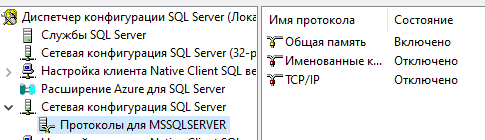 Диспетчер конфигурации SQL Server (Лока
Службы SQL Server
Сетевая конфигурация SQL Server (32-р
Настройка клиента Native Client SQL ве
Расширение Azure для SQL Server
Сетевая конфигурация SQL Server
Протоколы для MSSQLSERVER
Имя протокола Состояние
Общая память Включено
Именованные к... Отключено
TCP/IP Отключено